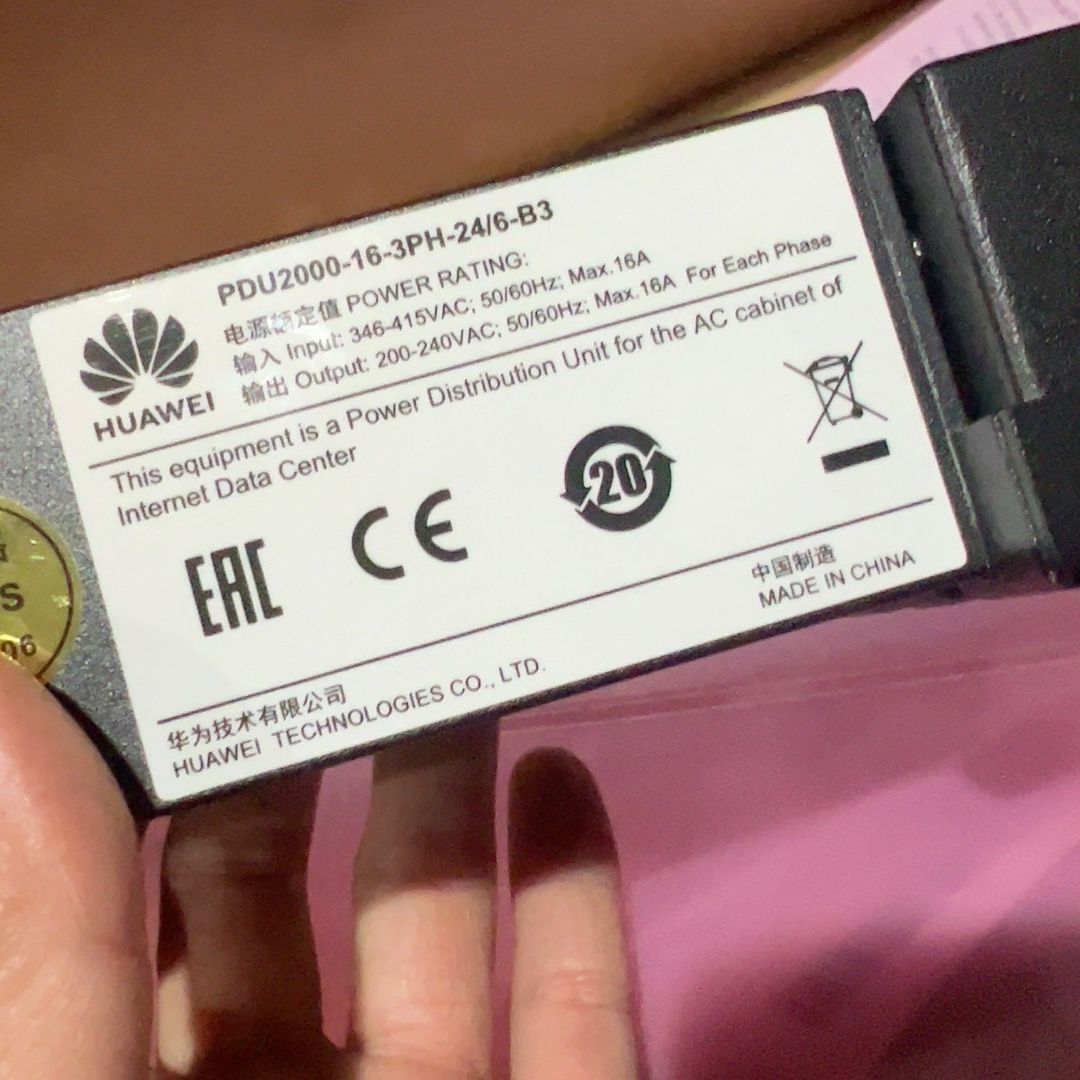 PDU2000-16-3PH-24/6-B3
电源额定值 POWER RATING:
输入 Input: 346-415VAC; 50/60Hz; Max.16A
输出 Output: 200-240VAC; 50/60Hz; Max.16A For Each Phase
HUAWEI
This equipment is a Power Distribution Unit for the AC cabinet of
Internet Data Center
EAC
CE
20
中国制造
MADE IN CHINA
华为技术有限公司
HUAWEI TECHNOLOGIES CO., LTD.
S
06